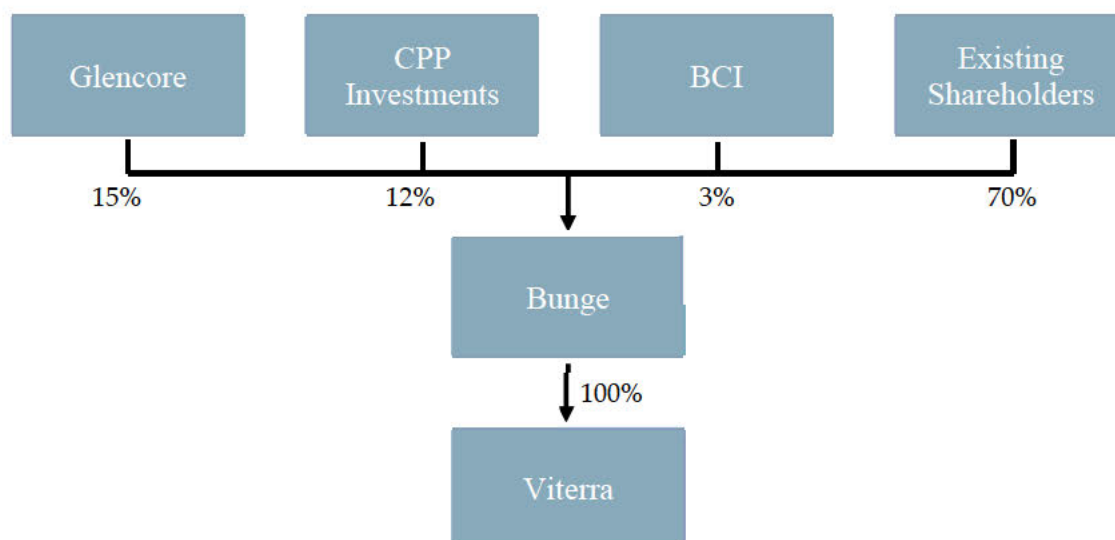 Glencore
CPP
Investments
BCI
Existing
Shareholders
15%
12%
3%
70%
Bunge
100%
Viterra